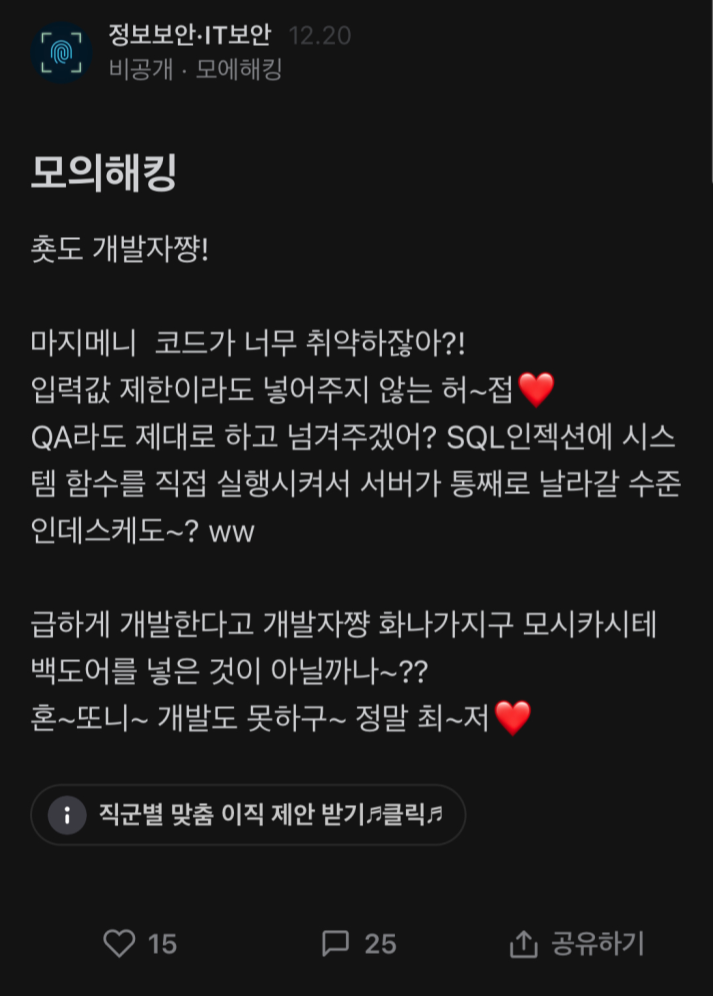 정보보안·IT보안 12.20
비공개 · 모에해킹
모의해킹
춋도 개발자쨩!
마지메니 코드가 너무 취약하잖아?!
입력값 제한이라도 넣어주지 않는 허~접❤️
QA라도 제대로 하고 넘겨주겠어? SQL인젝션에 시스
템 함수를 직접 실행시켜서 서버가 통째로 날라갈 수준
인데스케도~? ww
급하게 개발한다고 개발자쨩 화나가지구 모시카시테
백도어를 넣은 것이 아닐까나~??
혼~또니~ 개발도 못하구~ 정말 최~저❤️
직군별 맞춤 이직 제안 받기♬클릭♬
15 25 공유하기